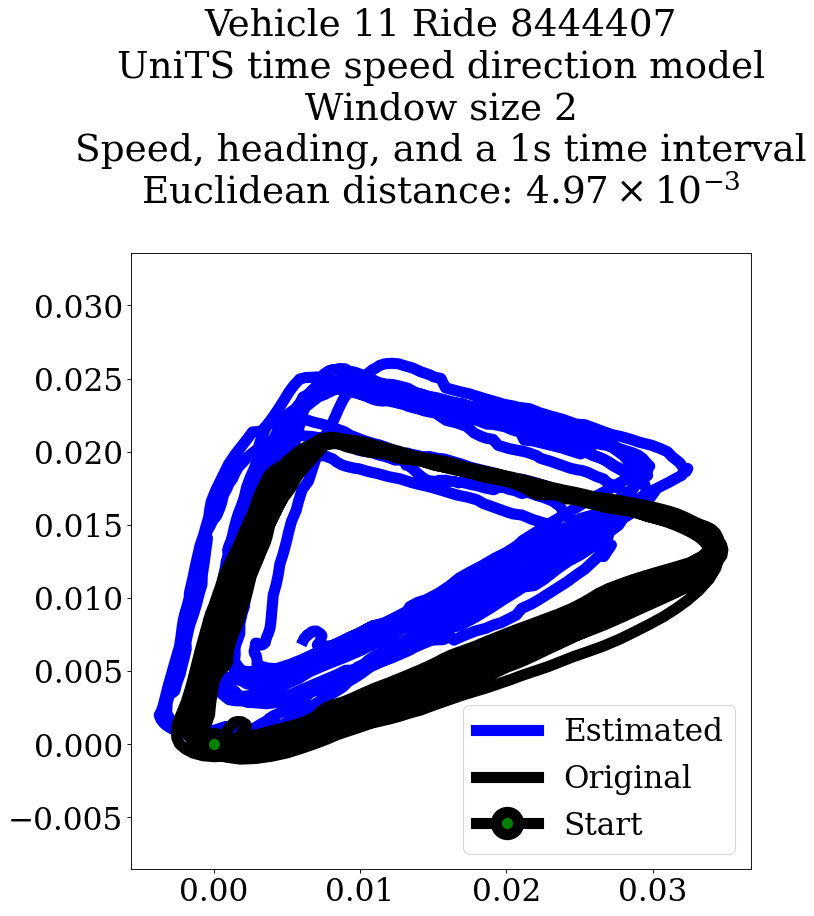 Vehicle 11 Ride 8444407
UniTS time speed direction model
Window size 2
Speed, heading, and a 1s time interval
Euclidean distance: 4.97 × 10⁻³
0.030
0.025
0.020
0.015
0.010
0.005
0.000
−0.005
Estimated
Original
Start
0.00 0.01 0.02 0.03